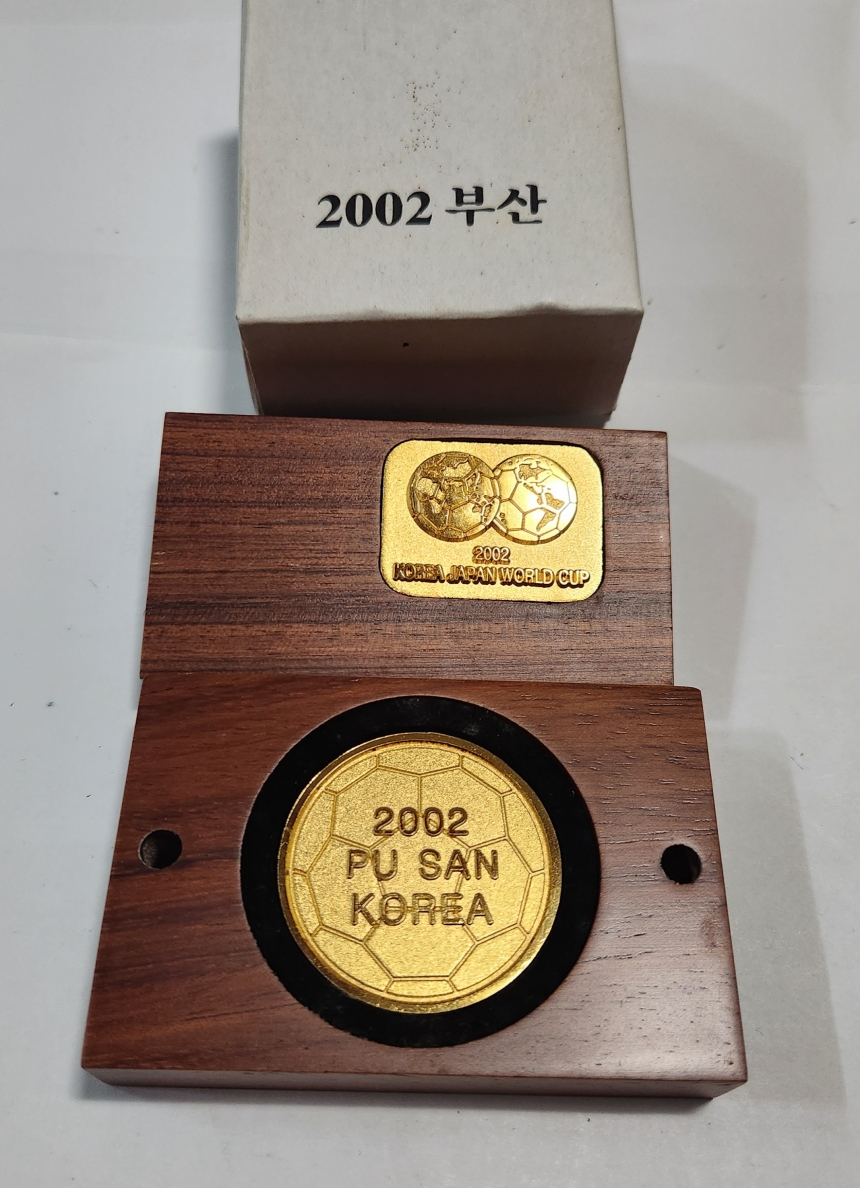 2002 부산
2002
KOREA JAPAN WORLD CUP
2002
PU SAN
KOREA